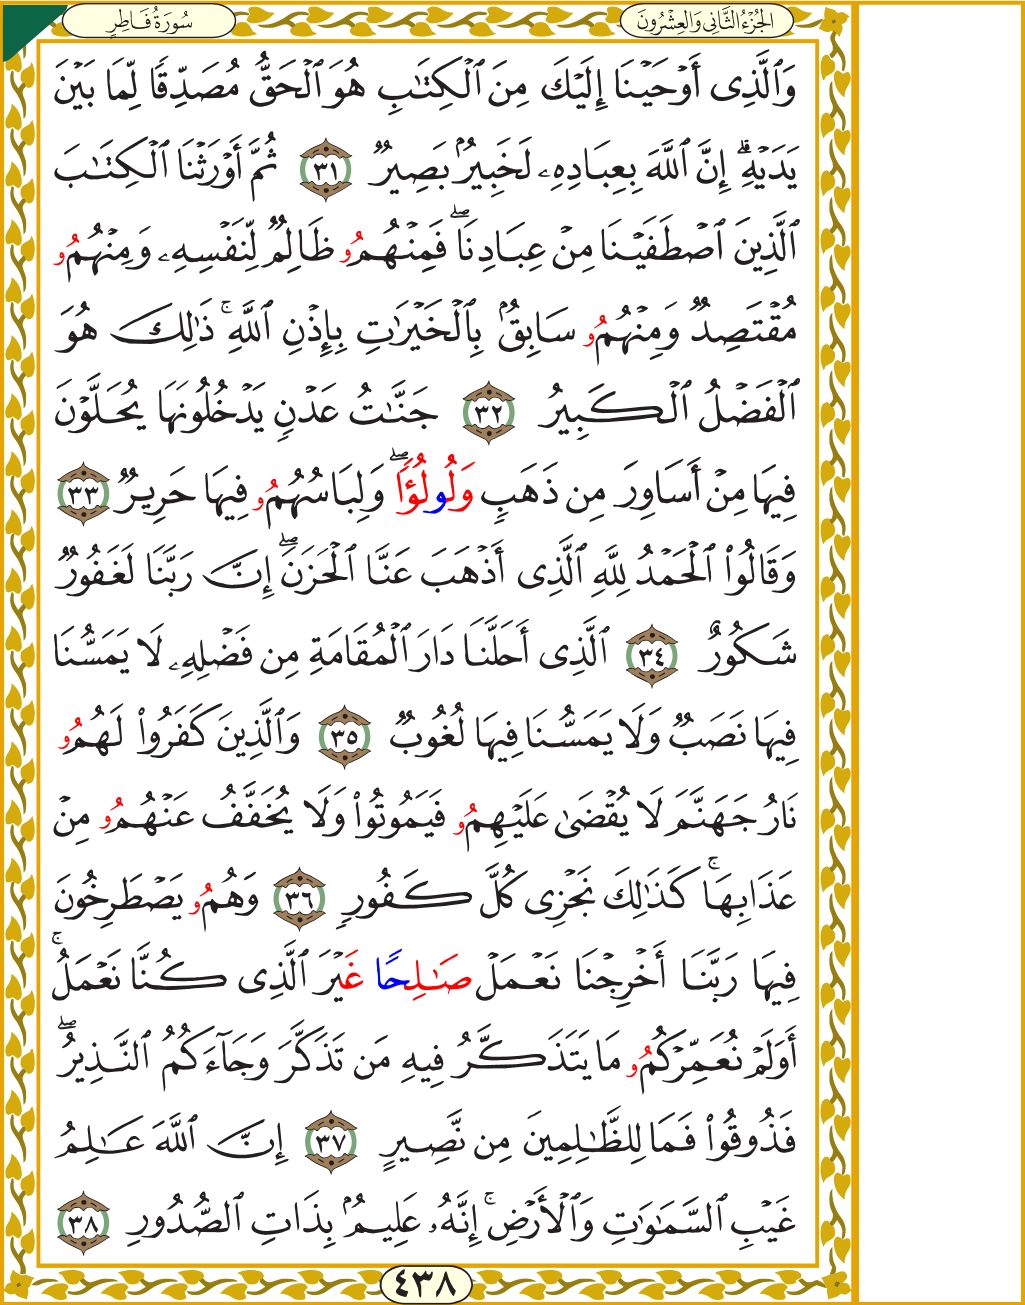 سُورَةُ فَاطِرٍ
الجُزْءُ الثَّانِي وَالعِشْرُونَ
وَٱلَّذِى أَوْحَيْنَا إِلَيْكَ مِنَ ٱلْكِتَٰبِ هُوَ ٱلْحَقُّ مُصَدِّقًا لِّمَا بَيْنَ
يَدَيْهِۗ إِنَّ ٱللَّهَ بِعِبَادِهِۦ لَخَبِيرٌۢ بَصِيرٌ ٣١ ثُمَّ أَوْرَثْنَا ٱلْكِتَٰبَ
ٱلَّذِينَ ٱصْطَفَيْنَا مِنْ عِبَادِنَاۖ فَمِنْهُمُو ظَالِمٌ لِّنَفْسِهِۦ وَمِنْهُمُو
مُقْتَصِدٌ وَمِنْهُمُو سَابِقٌۢ بِٱلْخَيْرَٰتِ بِإِذْنِ ٱللَّهِۚ ذَٰلِكَ هُوَ
ٱلْفَضْلُ ٱلْكَبِيرُ ٣٢ جَنَّٰتُ عَدْنٍ يَدْخُلُونَهَا يُحَلَّوْنَ
فِيهَا مِنْ أَسَاوِرَ مِن ذَهَبٍ وَلُولُؤًاۖ وَلِبَاسُهُمُو فِيهَا حَرِيرٌ ٣٣
وَقَالُواْ ٱلْحَمْدُ لِلَّهِ ٱلَّذِى أَذْهَبَ عَنَّا ٱلْحَزَنَۖ إِنَّ رَبَّنَا لَغَفُورٌ
شَكُورٌ ٣٤ ٱلَّذِى أَحَلَّنَا دَارَ ٱلْمُقَامَةِ مِن فَضْلِهِۦ لَا يَمَسُّنَا
فِيهَا نَصَبٌ وَلَا يَمَسُّنَا فِيهَا لُغُوبٌ ٣٥ وَٱلَّذِينَ كَفَرُواْ لَهُمُو
نَارُ جَهَنَّمَ لَا يُقْضَىٰ عَلَيْهِمُو فَيَمُوتُواْ وَلَا يُخَفَّفُ عَنْهُمُو مِنْ
عَذَابِهَاۚ كَذَٰلِكَ نَجْزِى كُلَّ كَفُورٍ ٣٦ وَهُمُو يَصْطَرِخُونَ
فِيهَا رَبَّنَا أَخْرِجْنَا نَعْمَلْ صَٰلِحًا غَيْرَ ٱلَّذِى كُنَّا نَعْمَلُۚ
أَوَلَمْ نُعَمِّرْكُمُو مَا يَتَذَكَّرُ فِيهِ مَن تَذَكَّرَ وَجَآءَكُمُ ٱلنَّذِيرُۖ
فَذُوقُواْ فَمَا لِلظَّٰلِمِينَ مِن نَّصِيرٍ ٣٧ إِنَّ ٱللَّهَ عَٰلِمُ
غَيْبِ ٱلسَّمَٰوَٰتِ وَٱلْأَرْضِۚ إِنَّهُۥ عَلِيمٌۢ بِذَاتِ ٱلصُّدُورِ ٣٨
٤٣٨